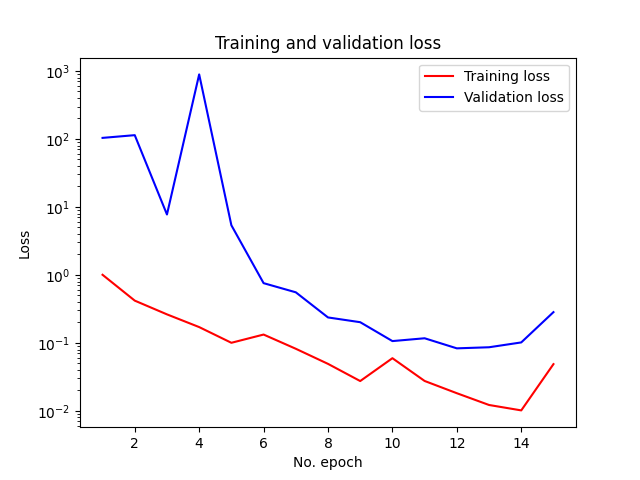 Training and validation loss
Training loss
Validation loss
10³
10²
10¹
10⁰
10⁻¹
10⁻²
Loss
2 4 6 8 10 12 14
No. epoch